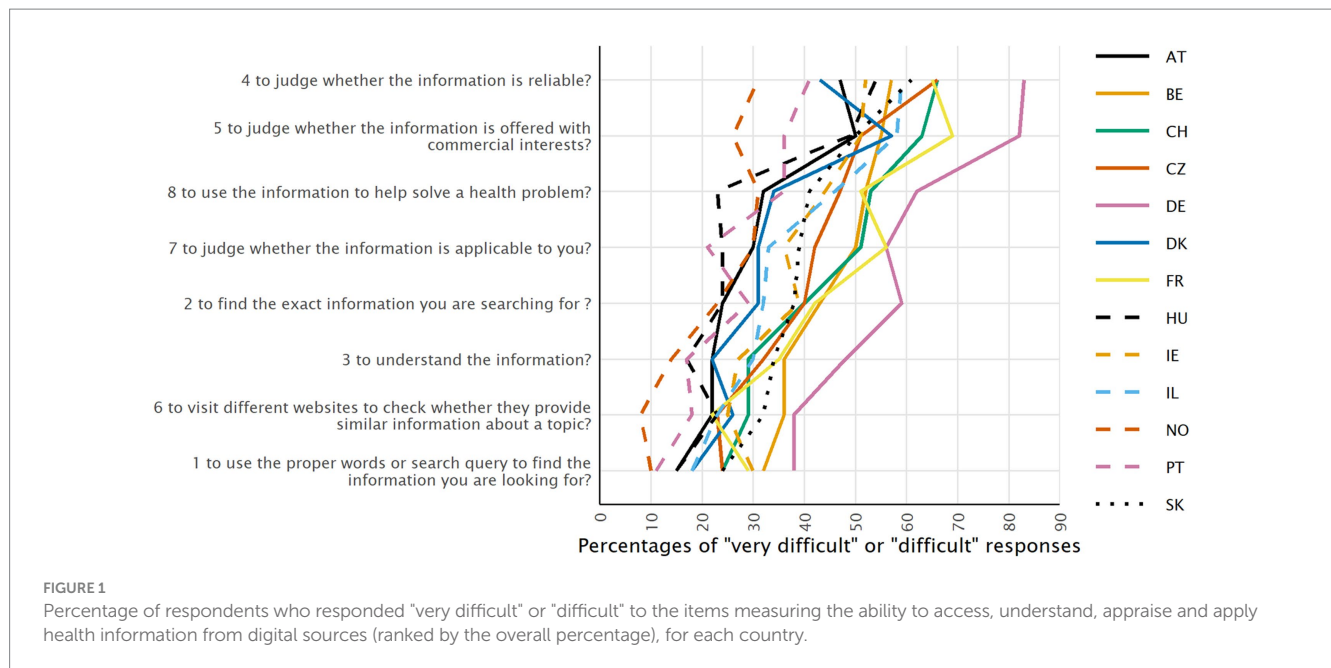 4 to judge whether the information is reliable?
5 to judge whether the information is offered with
commercial interests?
8 to use the information to help solve a health problem?
7 to judge whether the information is applicable to you?
2 to find the exact information you are searching for ?
3 to understand the information?
6 to visit different websites to check whether they provide
similar information about a topic?
1 to use the proper words or search query to find the
information you are looking for?
0 10 20 30 40 50 60 70 80 90
Percentages of "very difficult" or "difficult" responses
AT
BE
CH
CZ
DE
DK
FR
HU
IE
IL
NO
PT
SK
FIGURE 1
Percentage of respondents who responded "very difficult" or "difficult" to the items measuring the ability to access, understand, appraise and apply
health information from digital sources (ranked by the overall percentage), for each country.